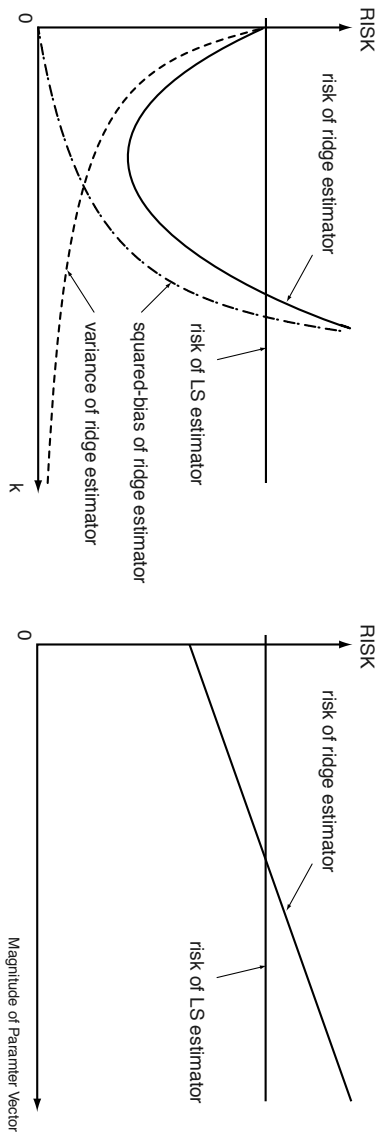 RISK
risk of ridge estimator
risk of LS estimator
squared-bias of ridge estimator
variance of ridge estimator
0
k
RISK
risk of ridge estimator
risk of LS estimator
0
Magnitude of Paramter Vector